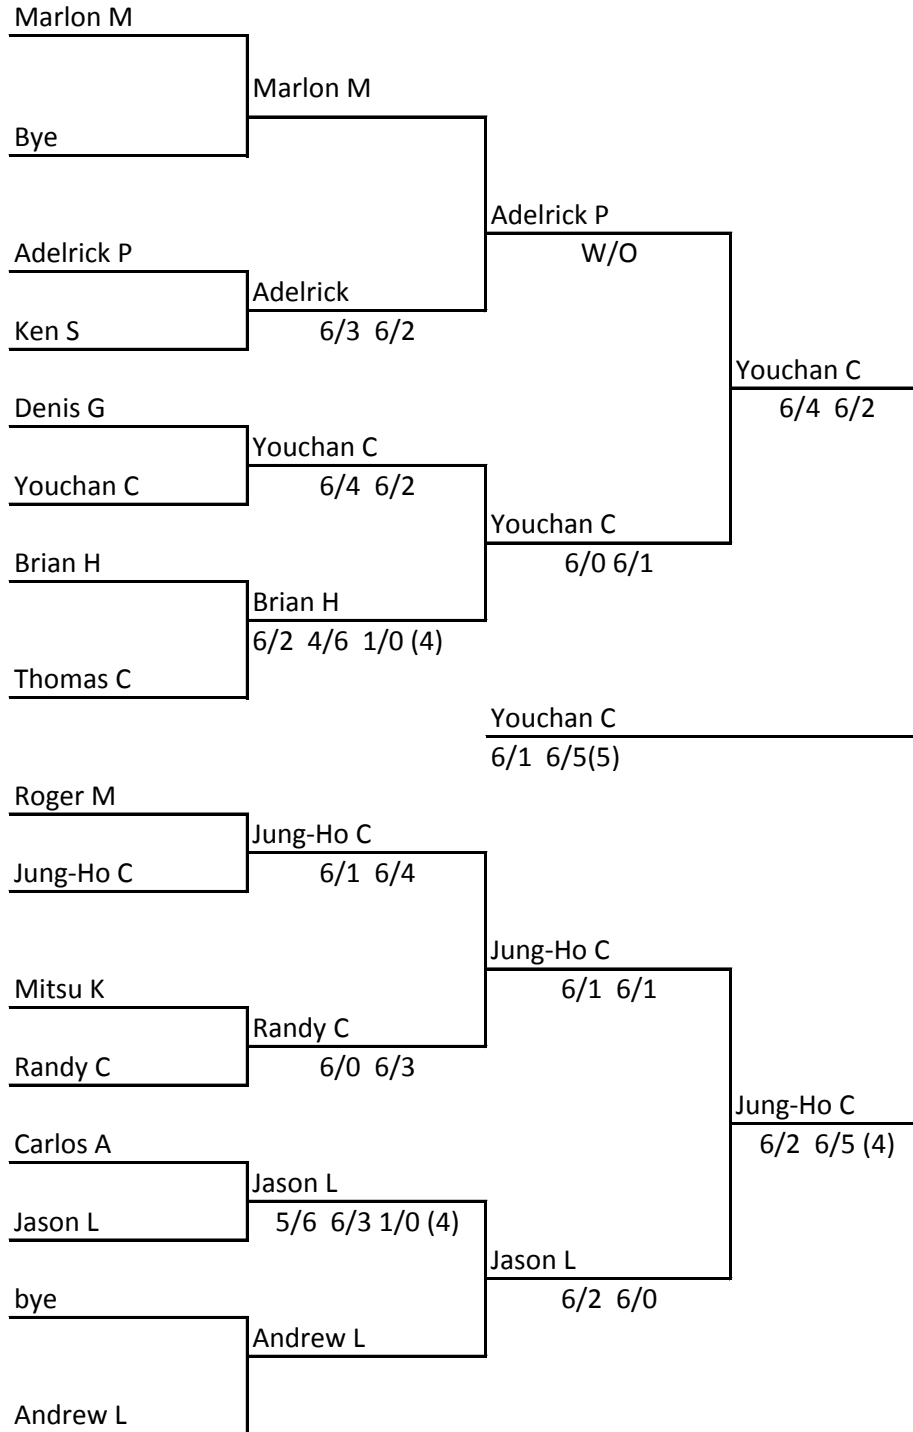 Marlon M
Marlon M
Bye
Adelrick P
W/O
Adelrick P
Adelrick
6/3 6/2
Ken S
Youchan C
6/4 6/2
Denis G
Youchan C
6/4 6/2
Youchan C
Youchan C
6/0 6/1
Brian H
Brian H
6/2 4/6 1/0 (4)
Thomas C
Youchan C
6/1 6/5(5)
Roger M
Jung-Ho C
6/1 6/4
Jung-Ho C
Jung-Ho C
6/1 6/1
Mitsu K
Randy C
6/0 6/3
Randy C
Jung-Ho C
6/2 6/5 (4)
Carlos A
Jason L
5/6 6/3 1/0 (4)
Jason L
Jason L
6/2 6/0
bye
Andrew L
Andrew L